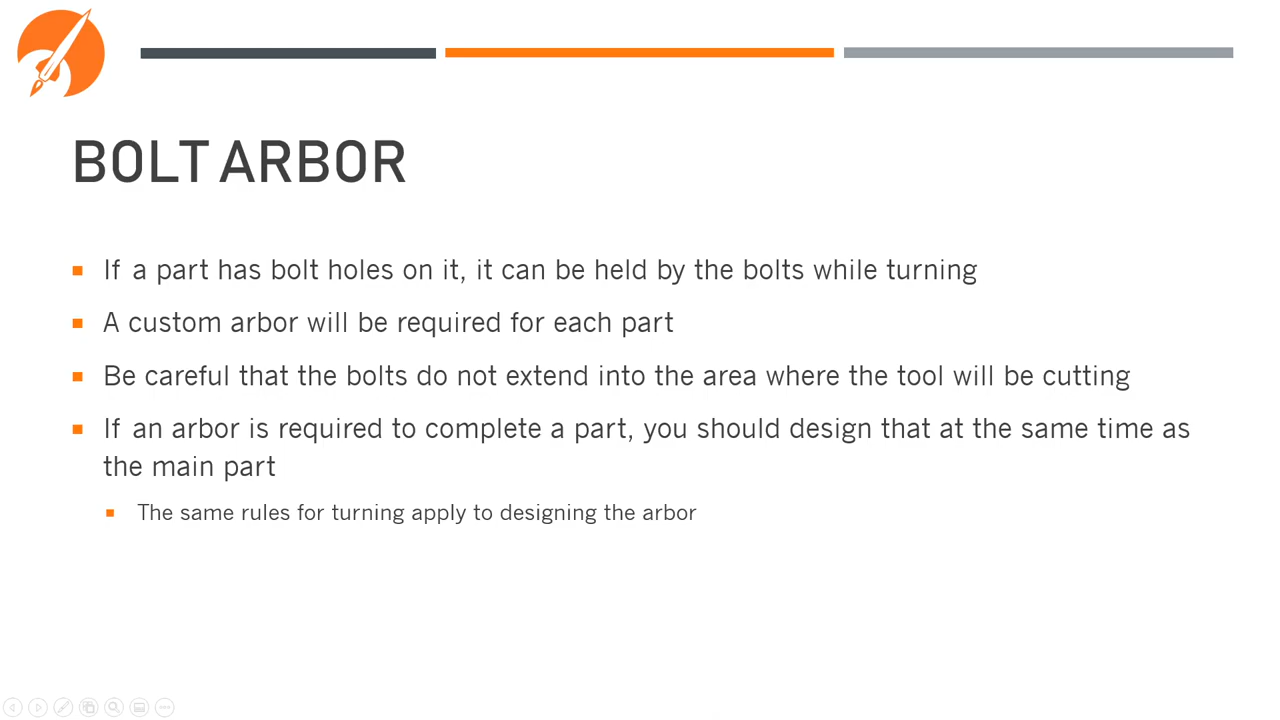 BOLT ARBOR
If a part has bolt holes on it, it can be held by the bolts while turning
A custom arbor will be required for each part
Be careful that the bolts do not extend into the area where the tool will be cutting
If an arbor is required to complete a part, you should design that at the same time as
the main part
The same rules for turning apply to designing the arbor